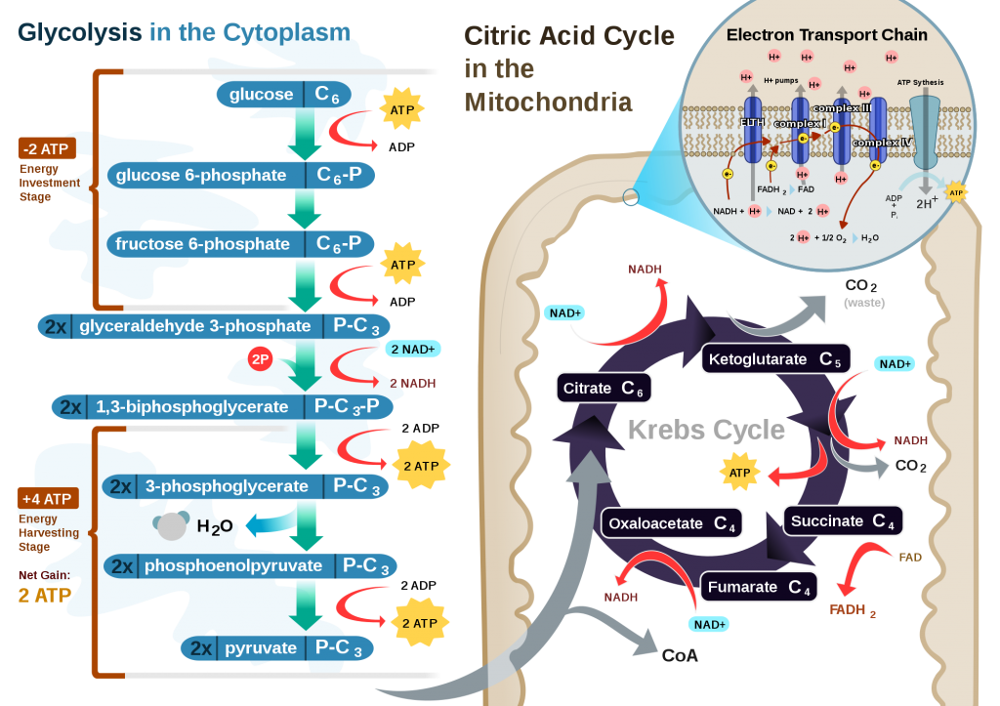 Glycolysis in the Cytoplasm
glucose C6
ATP
ADP
-2 ATP
Energy
Investment
Stage
glucose 6-phosphate C6-P
fructose 6-phosphate C6-P
ATP
ADP
2x glyceraldehyde 3-phosphate P-C3
2P
2 NAD+
2 NADH
2x 1,3-biphosphoglycerate P-C3-P
2 ADP
2 ATP
+4 ATP
Energy
Harvesting
Stage
Net Gain:
2 ATP
2x 3-phosphoglycerate P-C3
H2O
2x phosphoenolpyruvate P-C3
2 ADP
2 ATP
2x pyruvate P-C3
Citric Acid Cycle
in the
Mitochondria
Electron Transport Chain
H+
H+
H+
H+
H+
H+
H+
H+ pumps
ATP Sythesis
FLTH
complex I
complex III
complex IV
e-
e-
e-
e-
e-
H+
H+
FADH2 FAD
NADH + H+ NAD + 2 H+
ADP
+
Pi
2H+
ATP
2 H+ + 1/2 O2 H2O
Krebs Cycle
NADH
NAD+
CO2
(waste)
Ketoglutarate C5
NAD+
Citrate C6
NADH
CO2
ATP
Oxaloacetate C4
Succinate C4
FAD
Fumarate C4
FADH2
NADH
NAD+
CoA